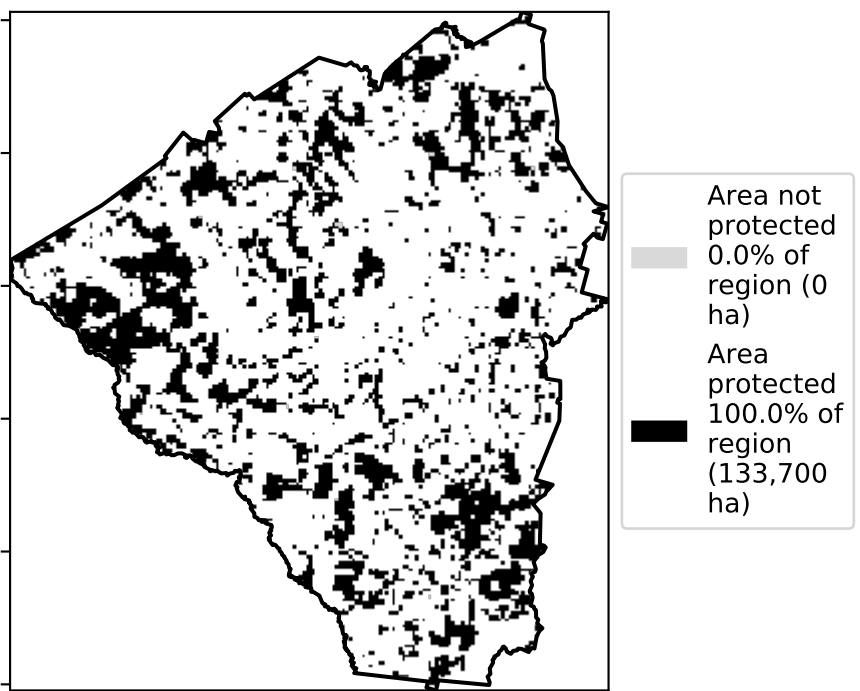 Area not
protected
0.0% of
region (0
ha)
Area
protected
100.0% of
region
(133,700
ha)